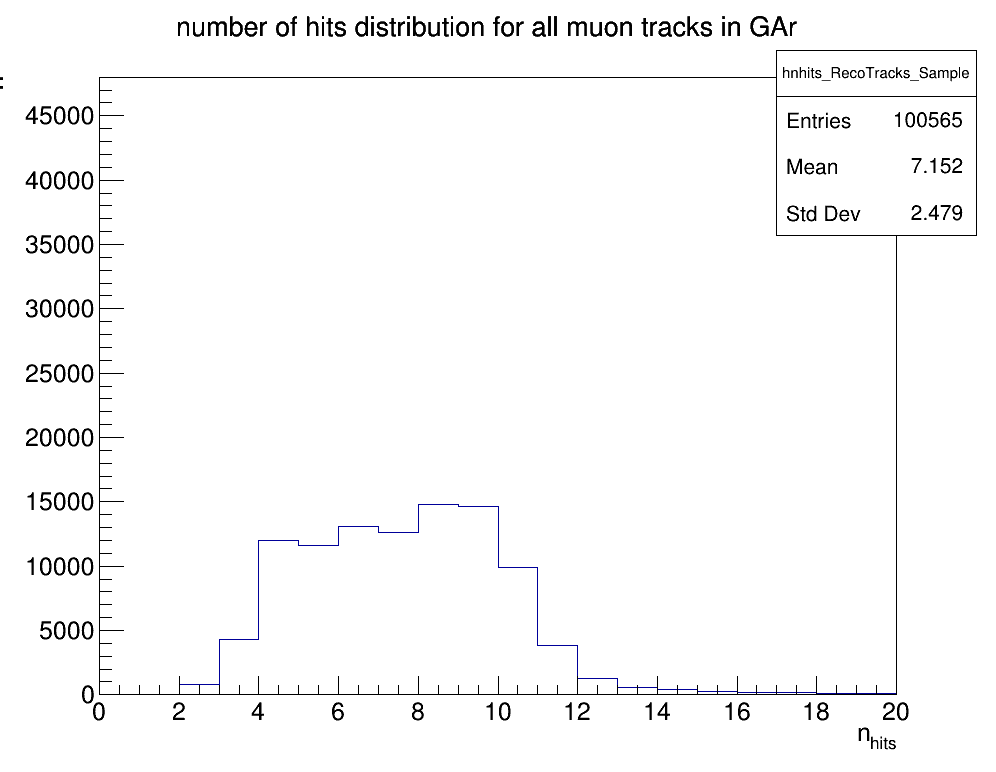 number of hits distribution for all muon tracks in GAr
hnhits_RecoTracks_Sample
Entries 100565
Mean 7.152
Std Dev 2.479
45000
40000
35000
30000
25000
20000
15000
10000
5000
0
0 2 4 6 8 10 12 14 16 18 20
nhits